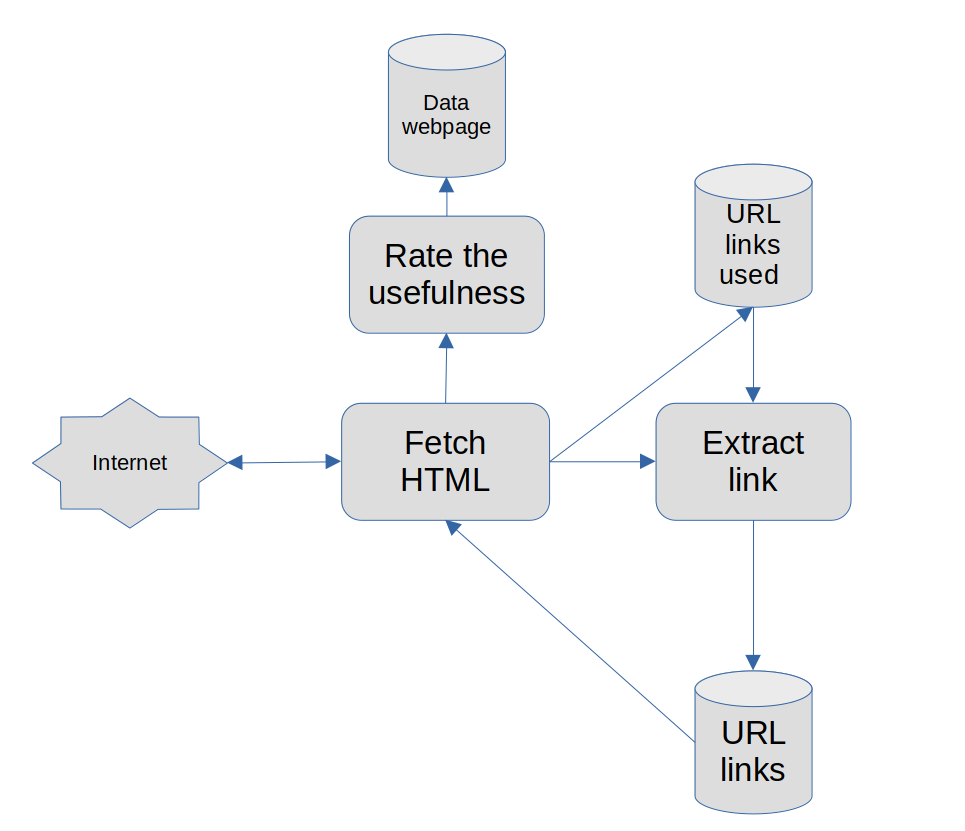 Data
webpage
URL
links
used
Rate the
usefulness
Internet
Fetch
HTML
Extract
link
URL
links